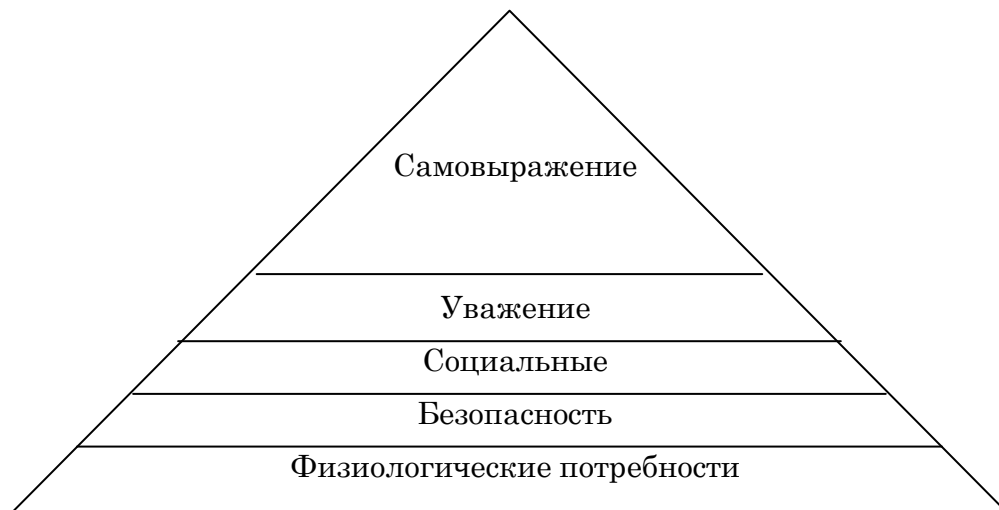 Самовыражение
Уважение
Социальные
Безопасность
Физиологические потребности